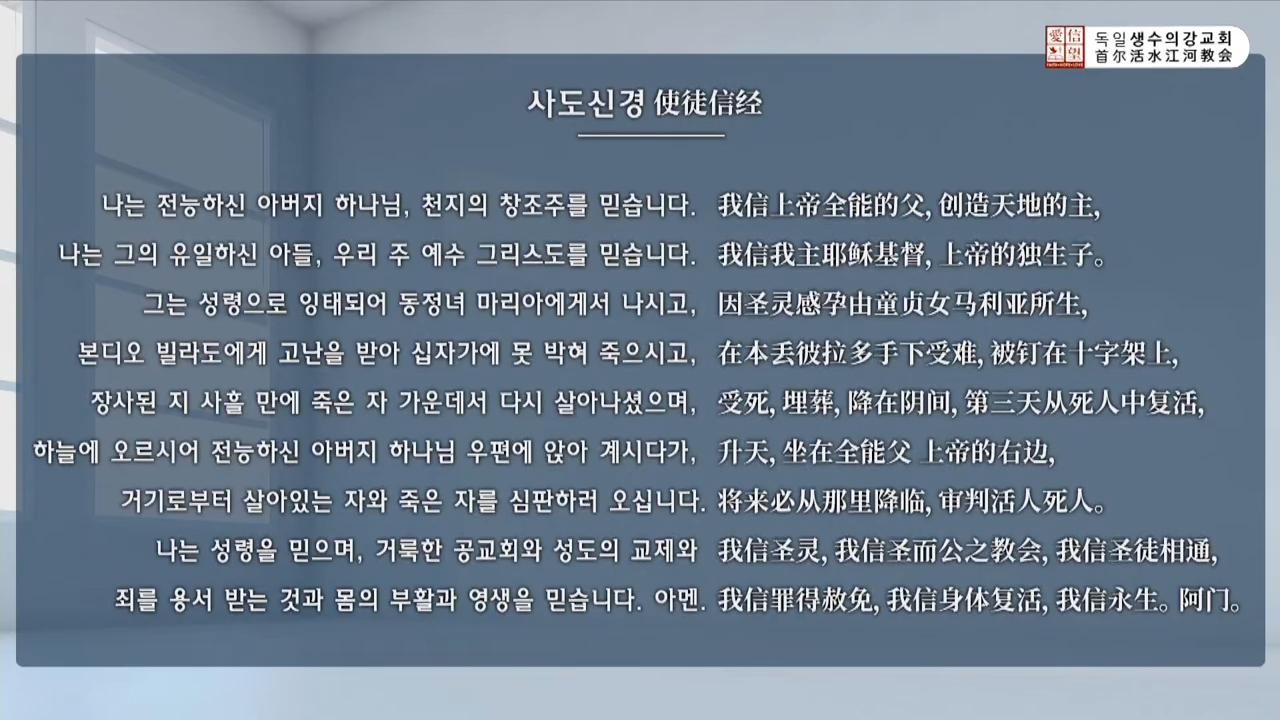 愛 信
望
FAITH·HOPE·LOVE
독일 생수의강교회
首尔活水江河教会
사도신경 使徒信经
나는 전능하신 아버지 하나님, 천지의 창조주를 믿습니다. 我信上帝全能的父, 创造天地的主,
나는 그의 유일하신 아들, 우리 주 예수 그리스도를 믿습니다. 我信我主耶稣基督, 上帝的独生子。
그는 성령으로 잉태되어 동정녀 마리아에게서 나시고, 因圣灵感孕由童贞女马利亚所生,
본디오 빌라도에게 고난을 받아 십자가에 못 박혀 죽으시고, 在本丢彼拉多手下受难, 被钉在十字架上,
장사된 지 사흘 만에 죽은 자 가운데서 다시 살아나셨으며, 受死, 埋葬, 降在阴间, 第三天从死人中复活,
하늘에 오르시어 전능하신 아버지 하나님 우편에 앉아 계시다가, 升天, 坐在全能父 上帝的右边,
거기로부터 살아있는 자와 죽은 자를 심판하러 오십니다. 将来必从那里降临, 审判活人死人。
나는 성령을 믿으며, 거룩한 공교회와 성도의 교제와 我信圣灵, 我信圣而公之教会, 我信圣徒相通,
죄를 용서 받는 것과 몸의 부활과 영생을 믿습니다. 아멘. 我信罪得赦免, 我信身体复活, 我信永生。阿门。